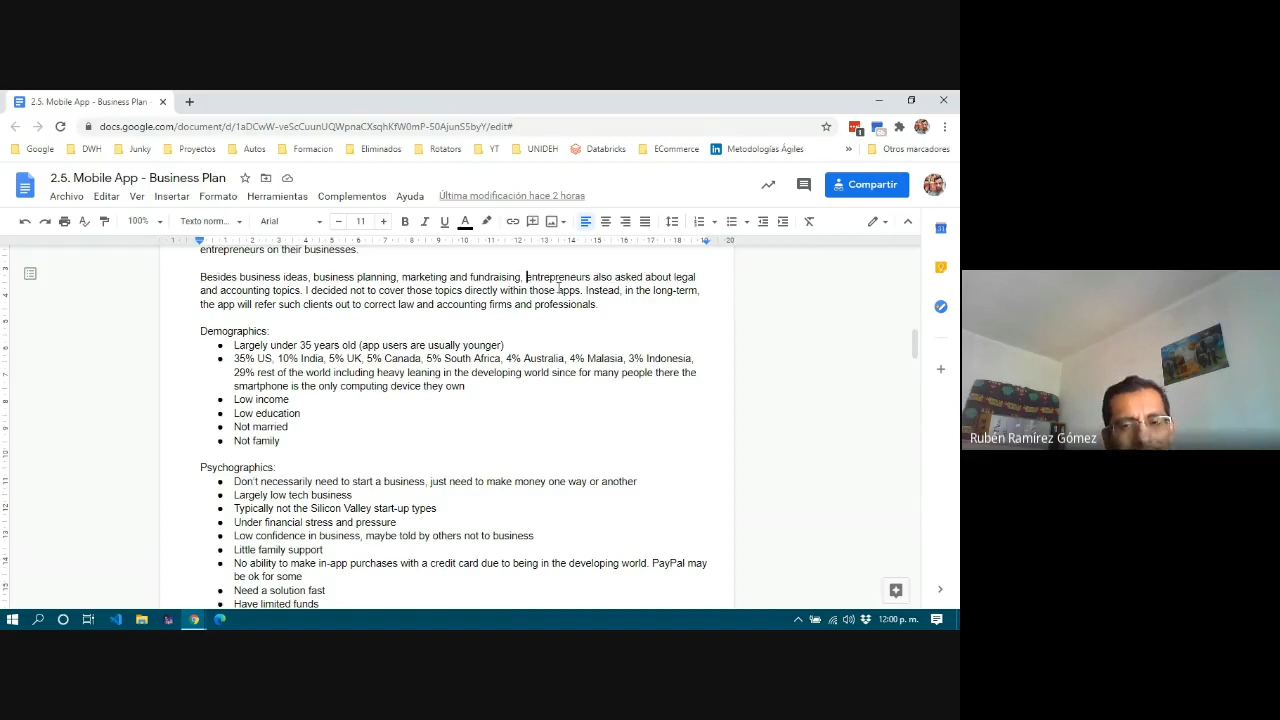 2.5. Mobile App - Business Plan -
docs.google.com/document/d/1aDCwW-veScCuunUQWpnaCXsqhKfW0mP-50AjunS5byY/edit#
Google DWH Junky Proyectos Autos Formacion Eliminados Rotators YT UNIDEH Databricks ECommerce Metodologías Ágiles » Otros marcadores
2.5. Mobile App - Business Plan
Compartir
Archivo Editar Ver Insertar Formato Herramientas Complementos Ayuda Última modificación hace 2 horas
100% Texto norm... Arial 11
entrepreneurs on their businesses.
Besides business ideas, business planning, marketing and fundraising, entrepreneurs also asked about legal
and accounting topics. I decided not to cover those topics directly within those apps. Instead, in the long-term,
the app will refer such clients out to correct law and accounting firms and professionals.
Demographics:
● Largely under 35 years old (app users are usually younger)
● 35% US, 10% India, 5% UK, 5% Canada, 5% South Africa, 4% Australia, 4% Malasia, 3% Indonesia,
29% rest of the world including heavy leaning in the developing world since for many people there the
smartphone is the only computing device they own
● Low income
● Low education
● Not married
● Not family
Psychographics:
● Don't necessarily need to start a business, just need to make money one way or another
● Largely low tech business
● Typically not the Silicon Valley start-up types
● Under financial stress and pressure
● Low confidence in business, maybe told by others not to business
● Little family support
● No ability to make in-app purchases with a credit card due to being in the developing world. PayPal may
be ok for some
● Need a solution fast
● Have limited funds
12:00 p. m.
Rubén Ramírez Gómez